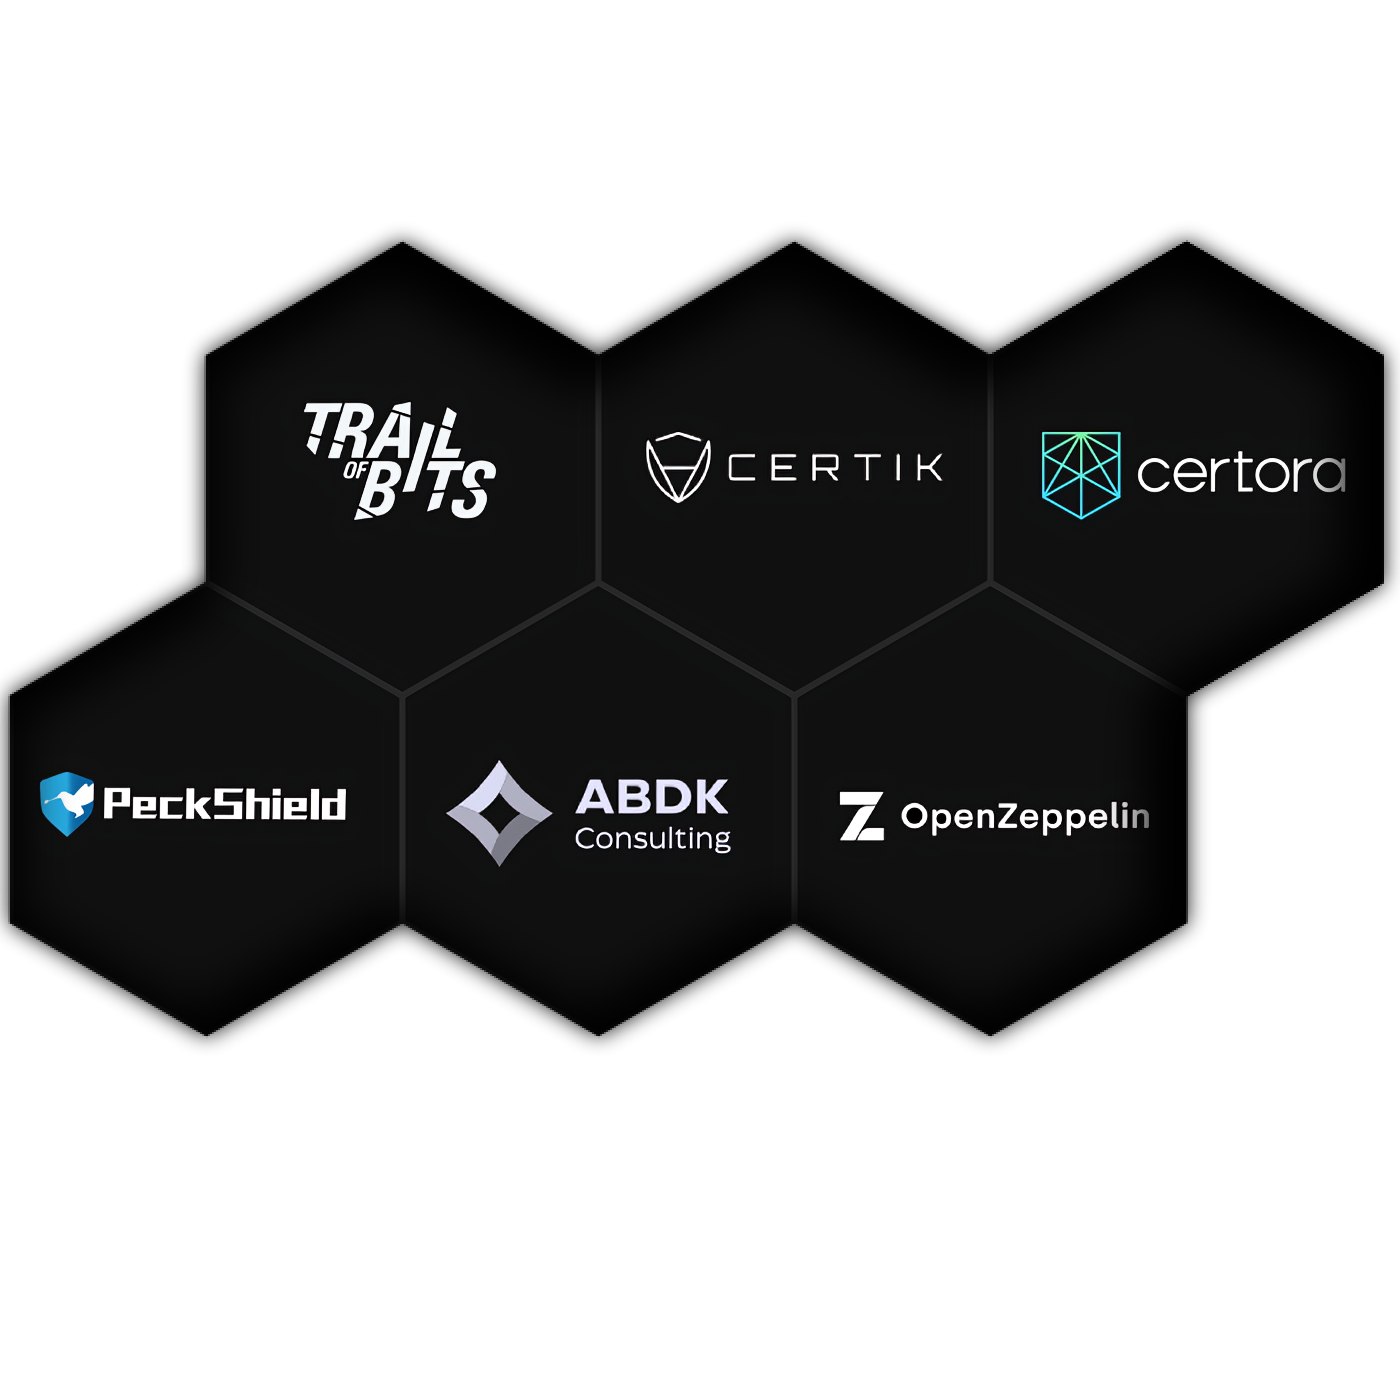 TRAIL
OF
BITS
CERTIK
certora
PeckShield
ABDK
Consulting
OpenZeppelin